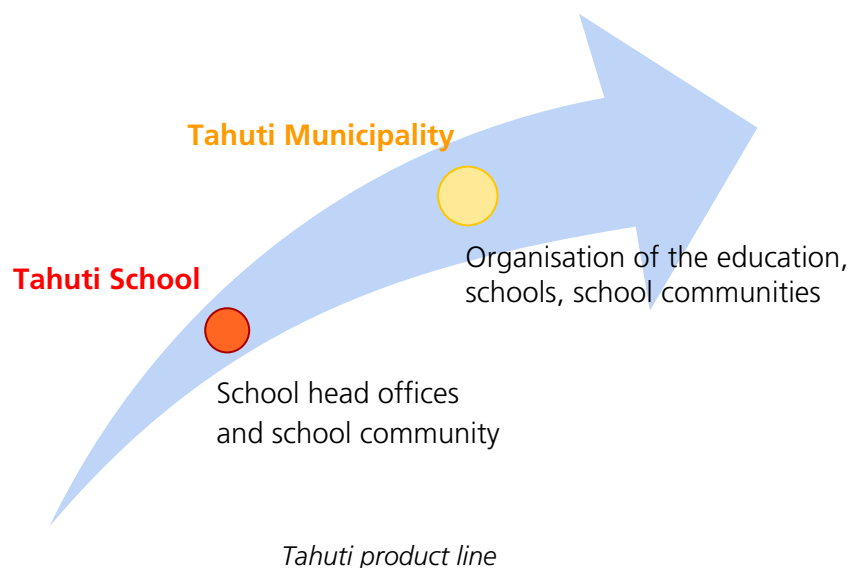 Tahuti Municipality
Organisation of the education,
schools, school communities
Tahuti School
School head offices
and school community
Tahuti product line